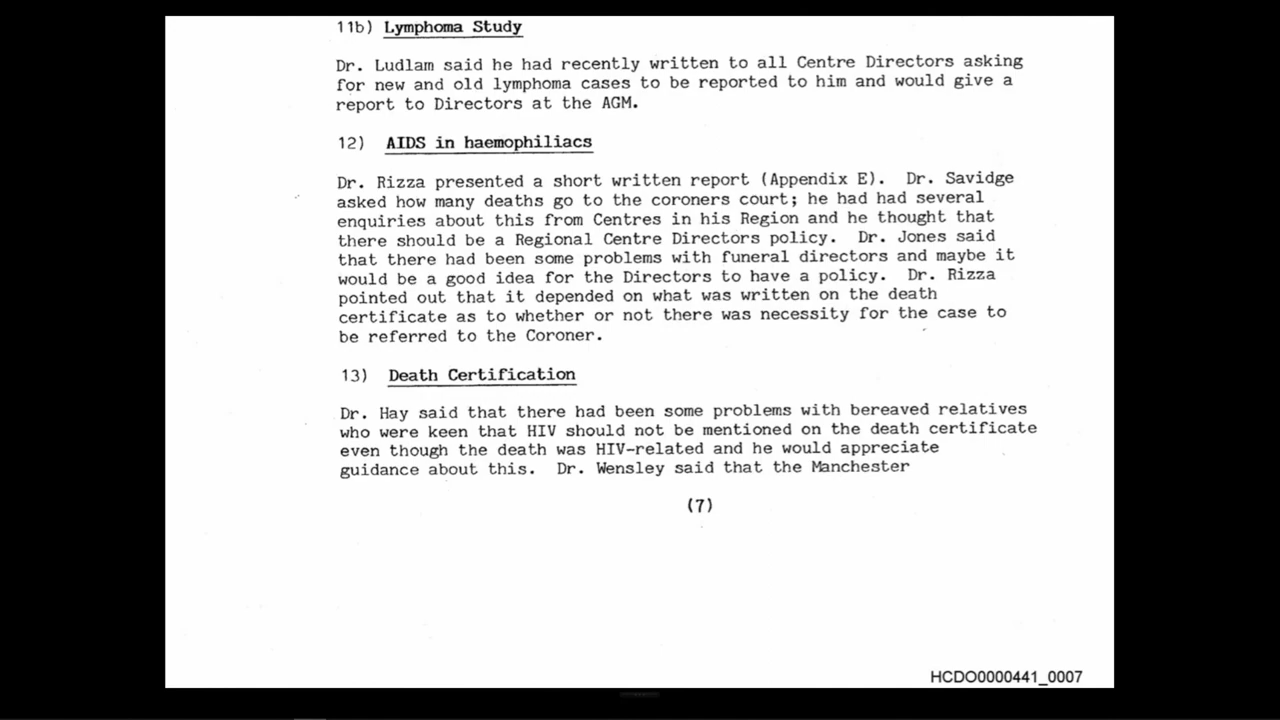 11b) Lymphoma Study
Dr. Ludlam said he had recently written to all Centre Directors asking
for new and old lymphoma cases to be reported to him and would give a
report to Directors at the AGM.
12) AIDS in haemophiliacs
Dr. Rizza presented a short written report (Appendix E). Dr. Savidge
asked how many deaths go to the coroners court; he had had several
enquiries about this from Centres in his Region and he thought that
there should be a Regional Centre Directors policy. Dr. Jones said
that there had been some problems with funeral directors and maybe it
would be a good idea for the Directors to have a policy. Dr. Rizza
pointed out that it depended on what was written on the death
certificate as to whether or not there was necessity for the case to
be referred to the Coroner.
13) Death Certification
Dr. Hay said that there had been some problems with bereaved relatives
who were keen that HIV should not be mentioned on the death certificate
even though the death was HIV-related and he would appreciate
guidance about this. Dr. Wensley said that the Manchester
(7)
HCDO0000441_0007